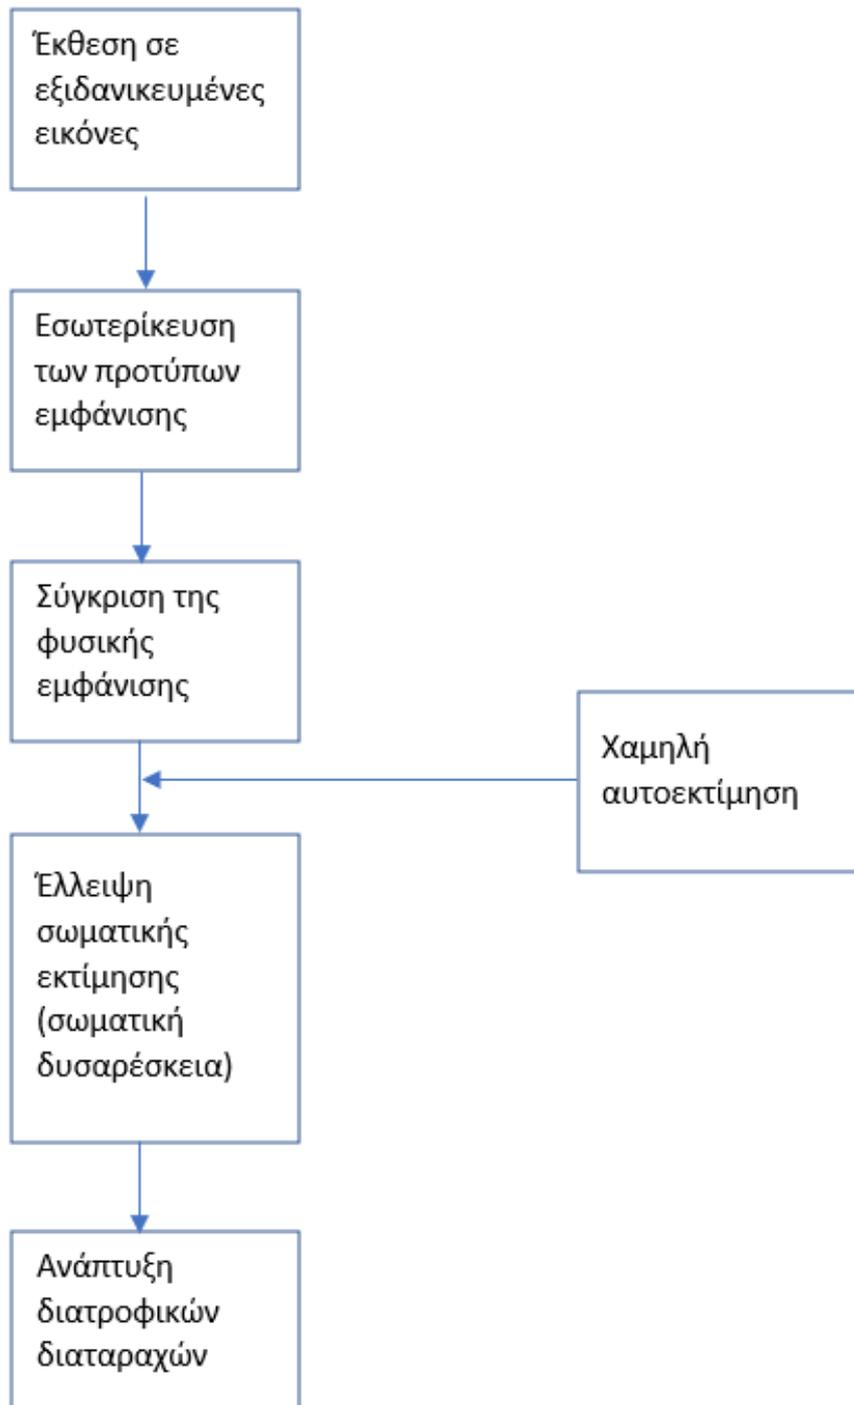 Έκθεση σε
εξιδανικευμένες
εικόνες
Εσωτερίκευση
των προτύπων
εμφάνισης
Σύγκριση της
φυσικής
εμφάνισης
Χαμηλή
αυτοεκτίμηση
Έλλειψη
σωματικής
εκτίμησης
(σωματική
δυσαρέσκεια)
Ανάπτυξη
διατροφικών
διαταραχών